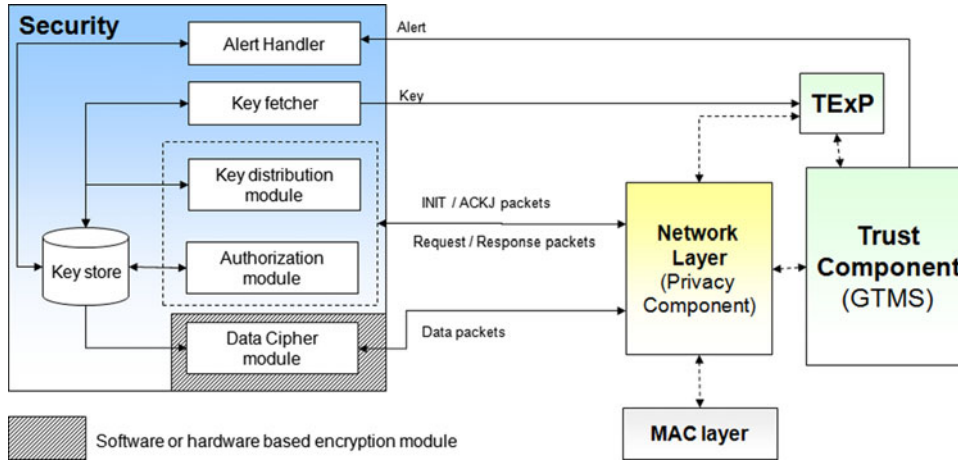 Security
Alert Handler
Alert
Key fetcher
Key
TExP
Key distribution
module
INIT / ACKJ packets
Request / Response packets
Network
Layer
(Privacy
Component)
Trust
Component
(GTMS)
Key store
Authorization
module
Data Cipher
module
Data packets
MAC layer
Software or hardware based encryption module